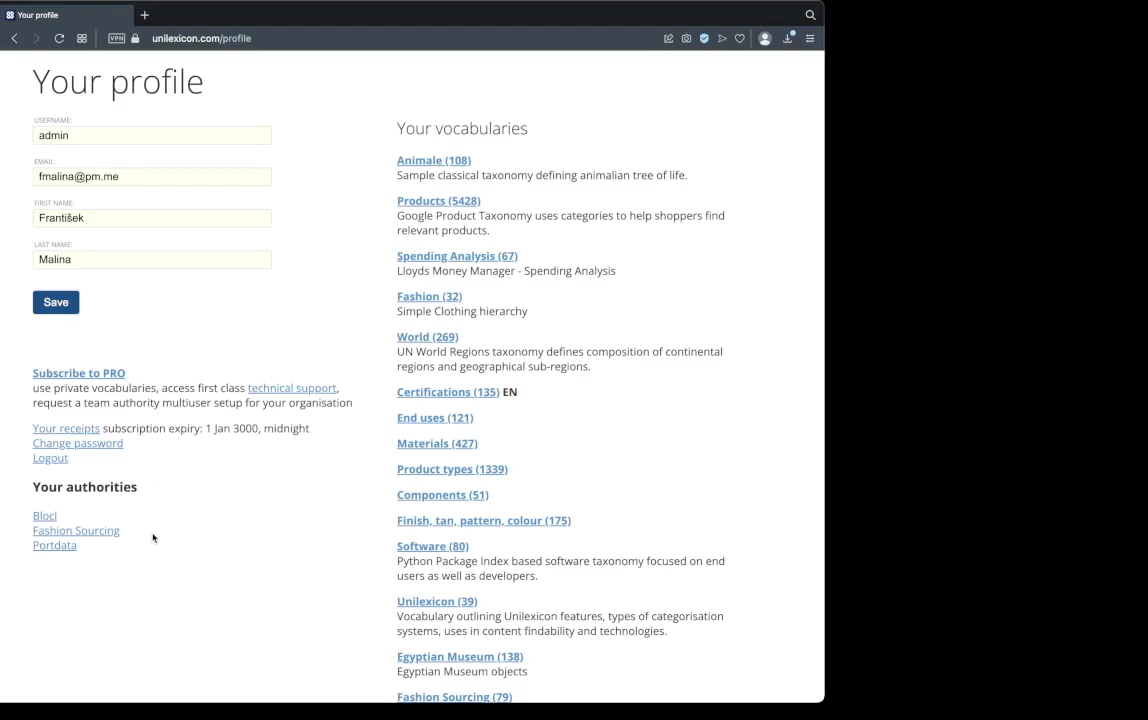 Your profile
VPN
unilexicon.com/profile
Your profile
USERNAME:
admin
EMAIL:
fmalina@pm.me
FIRST NAME:
František
LAST NAME:
Malina
Save
Subscribe to PRO
use private vocabularies, access first class technical support,
request a team authority multiuser setup for your organisation
Your receipts subscription expiry: 1 Jan 3000, midnight
Change password
Logout
Your authorities
Blocl
Fashion Sourcing
Portdata
Your vocabularies
Animale (108)
Sample classical taxonomy defining animalian tree of life.
Products (5428)
Google Product Taxonomy uses categories to help shoppers find
relevant products.
Spending Analysis (67)
Lloyds Money Manager - Spending Analysis
Fashion (32)
Simple Clothing hierarchy
World (269)
UN World Regions taxonomy defines composition of continental
regions and geographical sub-regions.
Certifications (135) EN
End uses (121)
Materials (427)
Product types (1339)
Components (51)
Finish, tan, pattern, colour (175)
Software (80)
Python Package Index based software taxonomy focused on end
users as well as developers.
Unilexicon (39)
Vocabulary outlining Unilexicon features, types of categorisation
systems, uses in content findability and technologies.
Egyptian Museum (138)
Egyptian Museum objects
Fashion Sourcing (79)